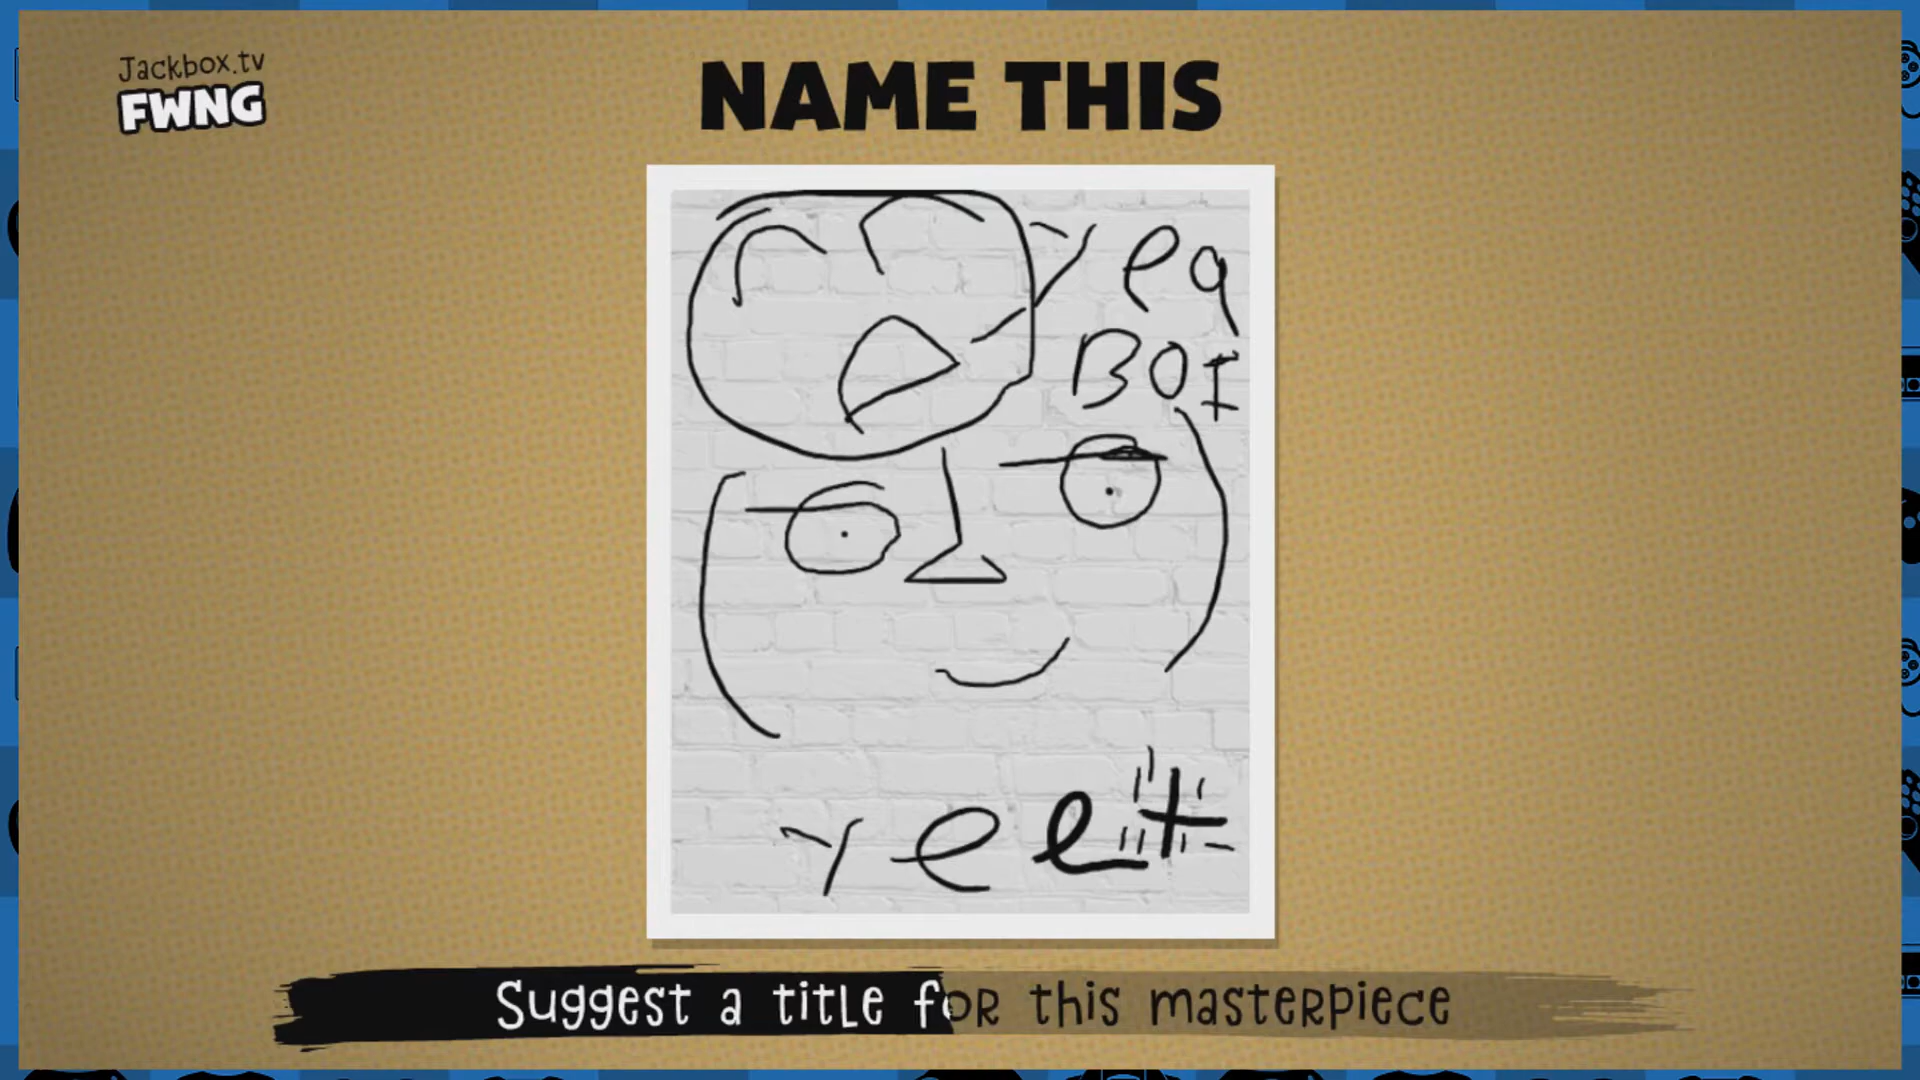 Jackbox.tv
FWNG
NAME THIS
Yea
BOI
Yeet
Suggest a title for this masterpiece